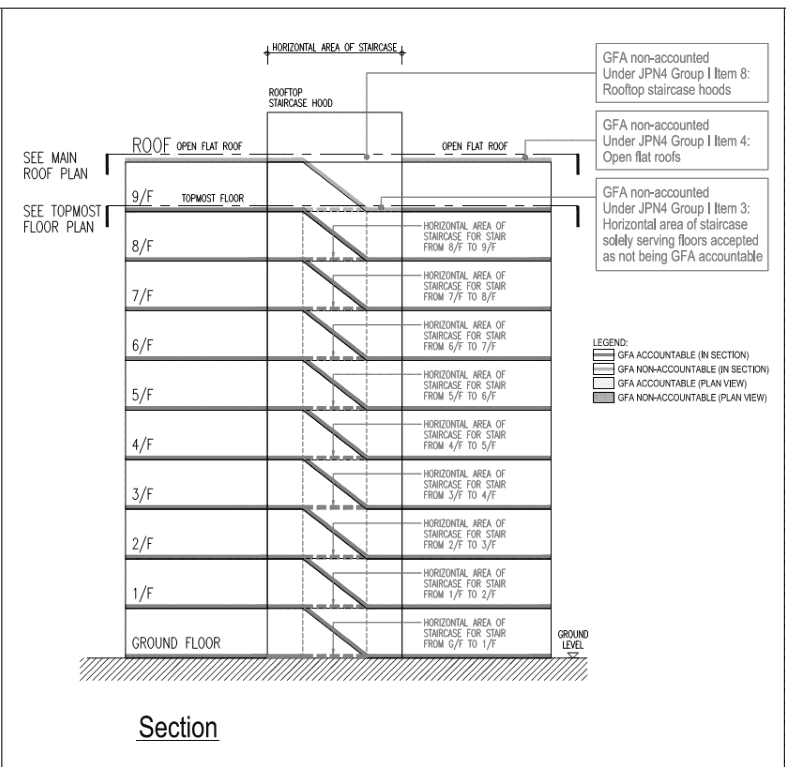 HORIZONTAL AREA OF STAIRCASE
GFA non-accounted
Under JPN4 Group I Item 8:
Rooftop staircase hoods
ROOFTOP
STAIRCASE HOOD
GFA non-accounted
Under JPN4 Group I Item 4:
Open flat roofs
ROOF OPEN FLAT ROOF
OPEN FLAT ROOF
SEE MAIN
ROOF PLAN
GFA non-accounted
Under JPN4 Group I Item 3:
Horizontal area of staircase
solely serving floors accepted
as not being GFA accountable
9/F TOPMOST FLOOR
SEE TOPMOST
FLOOR PLAN
8/F
HORIZONTAL AREA OF
STAIRCASE FOR STAIR
FROM 8/F TO 9/F
7/F
HORIZONTAL AREA OF
STAIRCASE FOR STAIR
FROM 7/F TO 8/F
6/F
HORIZONTAL AREA OF
STAIRCASE FOR STAIR
FROM 6/F TO 7/F
LEGEND:
GFA ACCOUNTABLE (IN SECTION)
GFA NON-ACCOUNTABLE (IN SECTION)
GFA ACCOUNTABLE (PLAN VIEW)
GFA NON-ACCOUNTABLE (PLAN VIEW)
5/F
HORIZONTAL AREA OF
STAIRCASE FOR STAIR
FROM 5/F TO 6/F
4/F
HORIZONTAL AREA OF
STAIRCASE FOR STAIR
FROM 4/F TO 5/F
3/F
HORIZONTAL AREA OF
STAIRCASE FOR STAIR
FROM 3/F TO 4/F
2/F
HORIZONTAL AREA OF
STAIRCASE FOR STAIR
FROM 2/F TO 3/F
1/F
HORIZONTAL AREA OF
STAIRCASE FOR STAIR
FROM 1/F TO 2/F
GROUND FLOOR
HORIZONTAL AREA OF
STAIRCASE FOR STAIR
FROM G/F TO 1/F
GROUND
LEVEL
Section